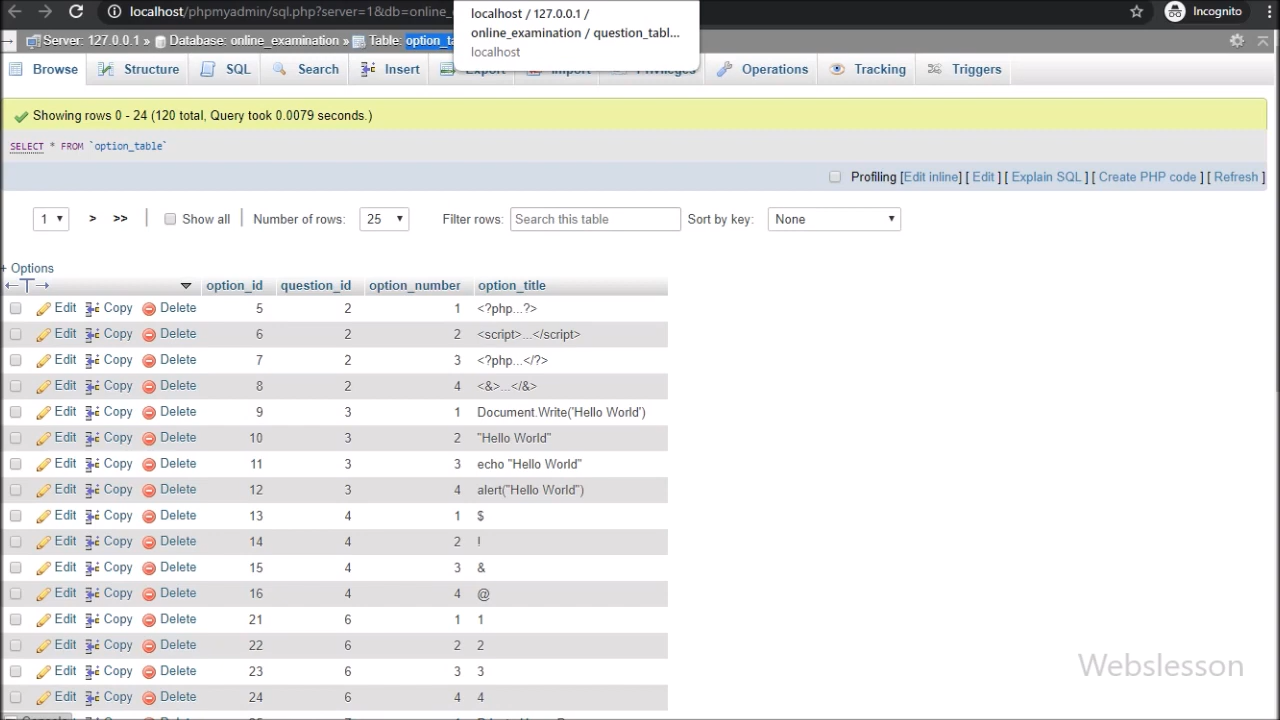 localhost/phpmyadmin/sql.php?server=1&db=online_
Incognito
localhost / 127.0.0.1 /
online_examination / question_tabl...
localhost
Server: 127.0.0.1 » Database: online_examination » Table: option_ta
Browse Structure SQL Search Insert Export Import Privileges Operations Tracking Triggers
Showing rows 0 - 24 (120 total, Query took 0.0079 seconds.)
SELECT * FROM `option_table`
Profiling [Edit inline] [ Edit ] [ Explain SQL ] [ Create PHP code ] [ Refresh ]
1 > >> Show all Number of rows: 25 Filter rows: Search this table Sort by key: None
+ Options
←T→ option_id question_id option_number option_title
Edit Copy Delete 5 2 1 <?php...?>
Edit Copy Delete 6 2 2 <script>...</script>
Edit Copy Delete 7 2 3 <?php...</?>
Edit Copy Delete 8 2 4 <&>...</&>
Edit Copy Delete 9 3 1 Document.Write('Hello World')
Edit Copy Delete 10 3 2 "Hello World"
Edit Copy Delete 11 3 3 echo "Hello World"
Edit Copy Delete 12 3 4 alert("Hello World")
Edit Copy Delete 13 4 1 $
Edit Copy Delete 14 4 2 !
Edit Copy Delete 15 4 3 &
Edit Copy Delete 16 4 4 @
Edit Copy Delete 21 6 1 1
Edit Copy Delete 22 6 2 2
Edit Copy Delete 23 6 3 3
Edit Copy Delete 24 6 4 4
Webslesson